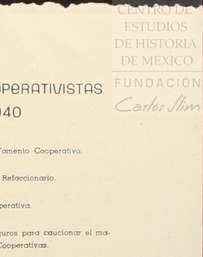 CENTRO DE
ESTUDIOS
DE HISTORIA
DE MEXICO
FUNDACIÓN
Carlos Slim
OPERATIVISTAS
940
Fomento Cooperativo.
Refaccionario.
perativa.
guros para caucionar el ma-
Cooperativas.